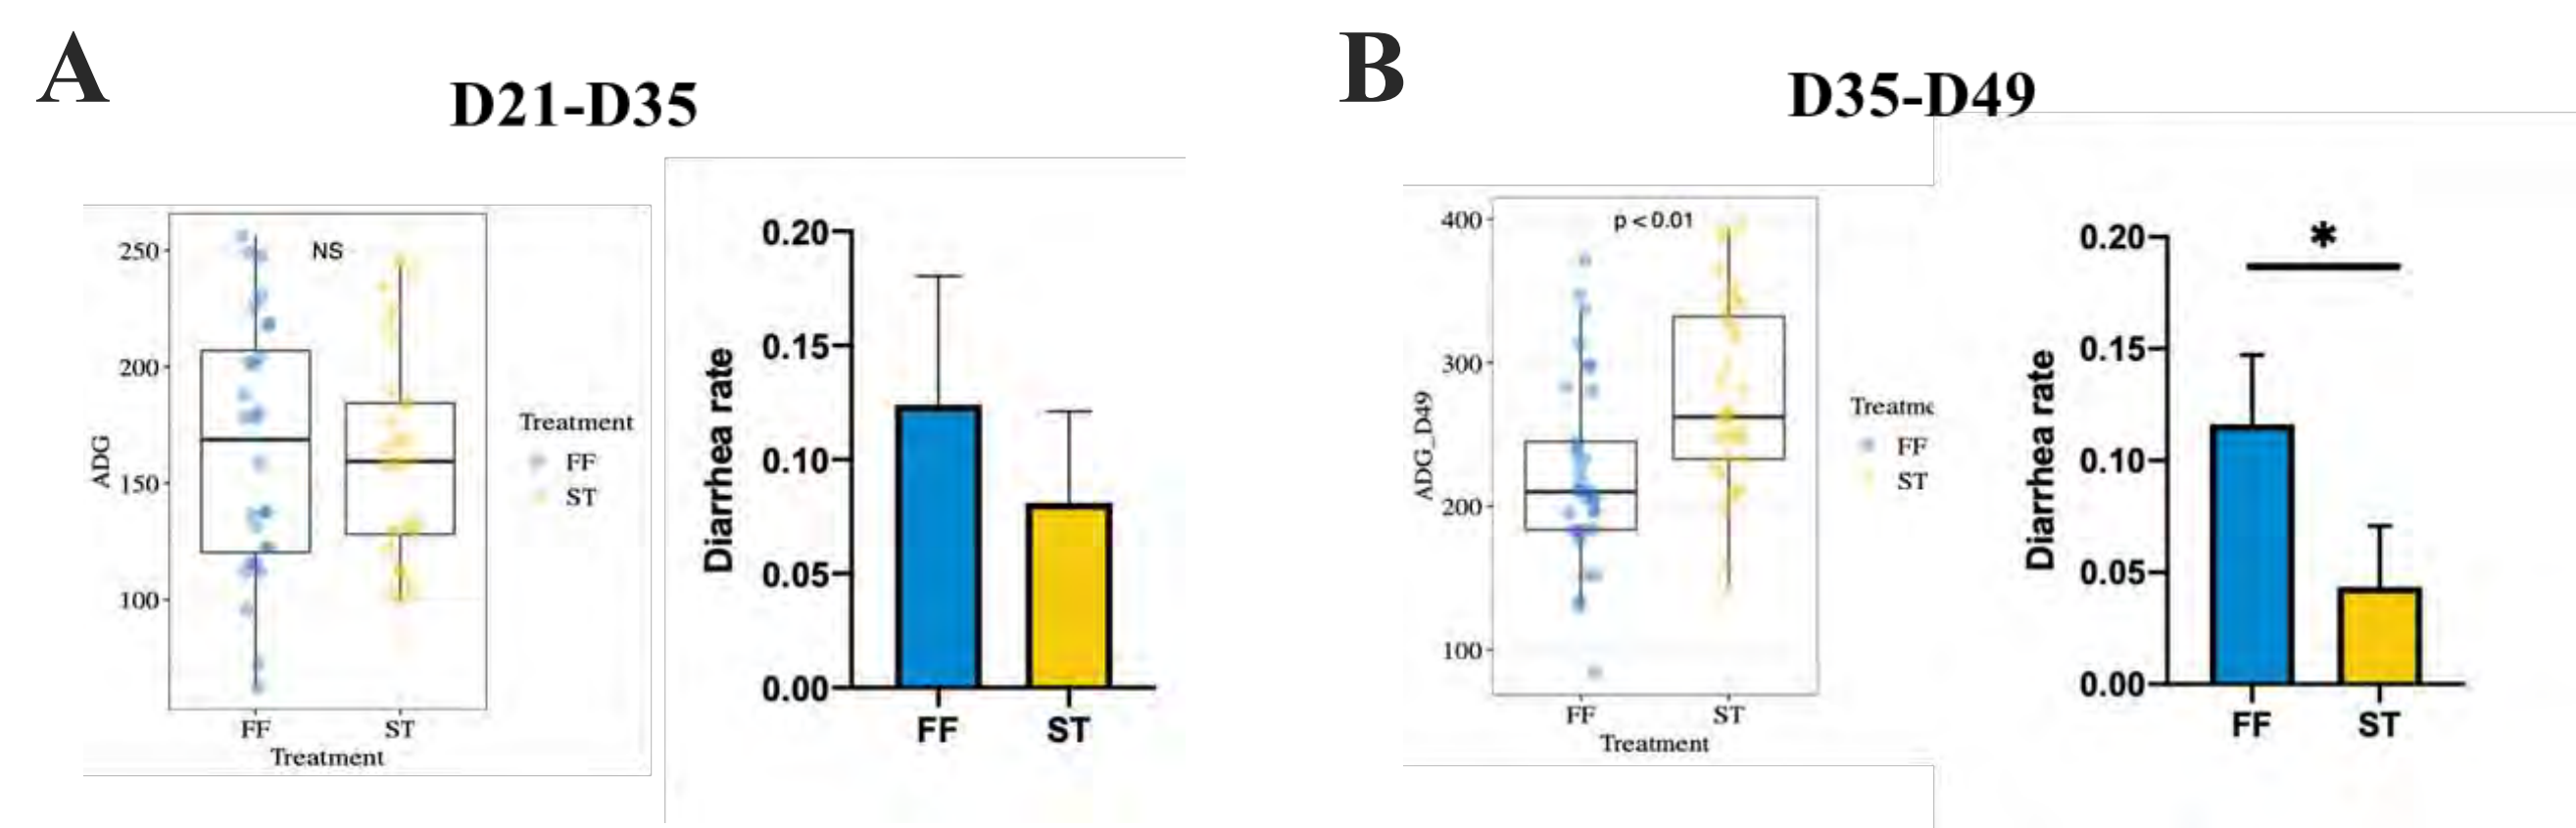 A
D21-D35
250
200
150
100
ADG
NS
FF
ST
Treatment
Treatment
FF
ST
0.20
0.15
0.10
0.05
0.00
Diarrhea rate
FF
ST
B
D35-D49
400
300
200
100
ADG_D49
p < 0.01
FF
ST
Treatment
Treatme
FF
ST
0.20
0.15
0.10
0.05
0.00
Diarrhea rate
*
FF
ST